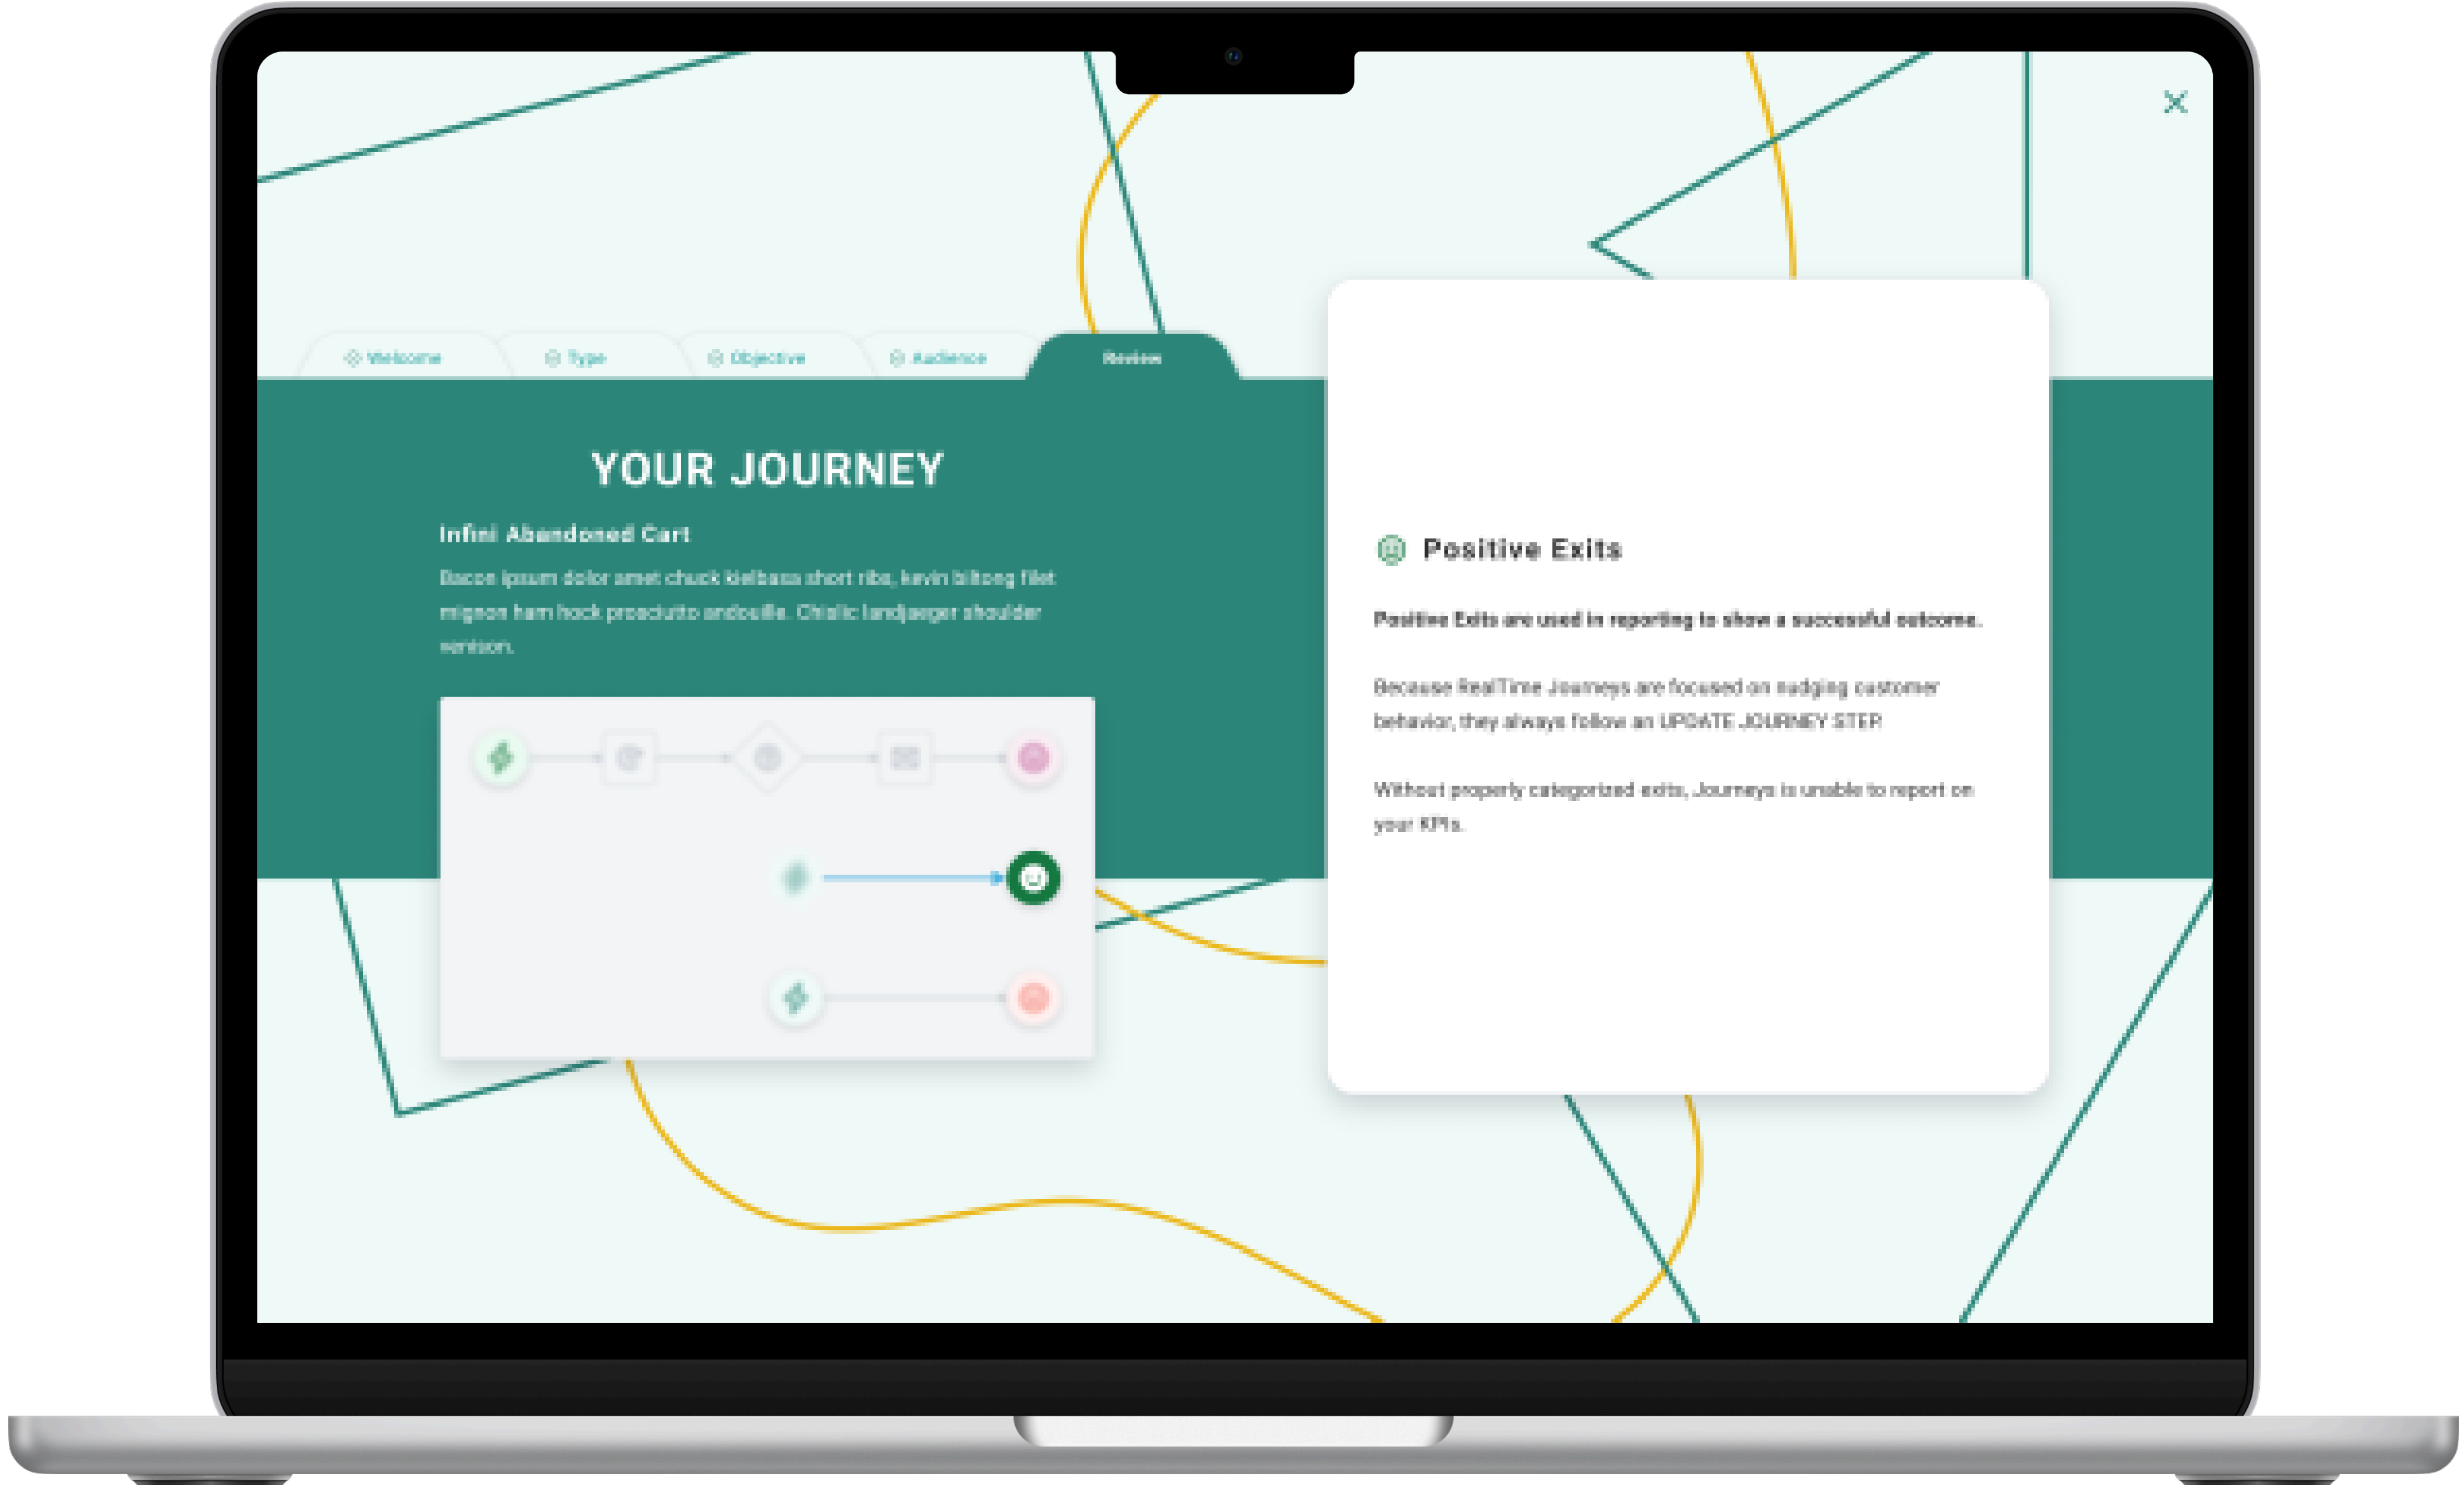 Welcome
Type
Objective
Audience
Review
YOUR JOURNEY
Infini Abandoned Cart
Bacon ipsum dolor amet chuck kielbasa short ribs, kevin biltong filet
mignon ham hock prosciutto andouille. Chislic landjaeger shoulder
venison.
Positive Exits
Positive Exits are used in reporting to show a successful outcome.
Because RealTime Journeys are focused on nudging customer
behavior, they always follow an UPDATE JOURNEY STEP.
Without properly categorized exits, Journeys is unable to report on
your KPIs.